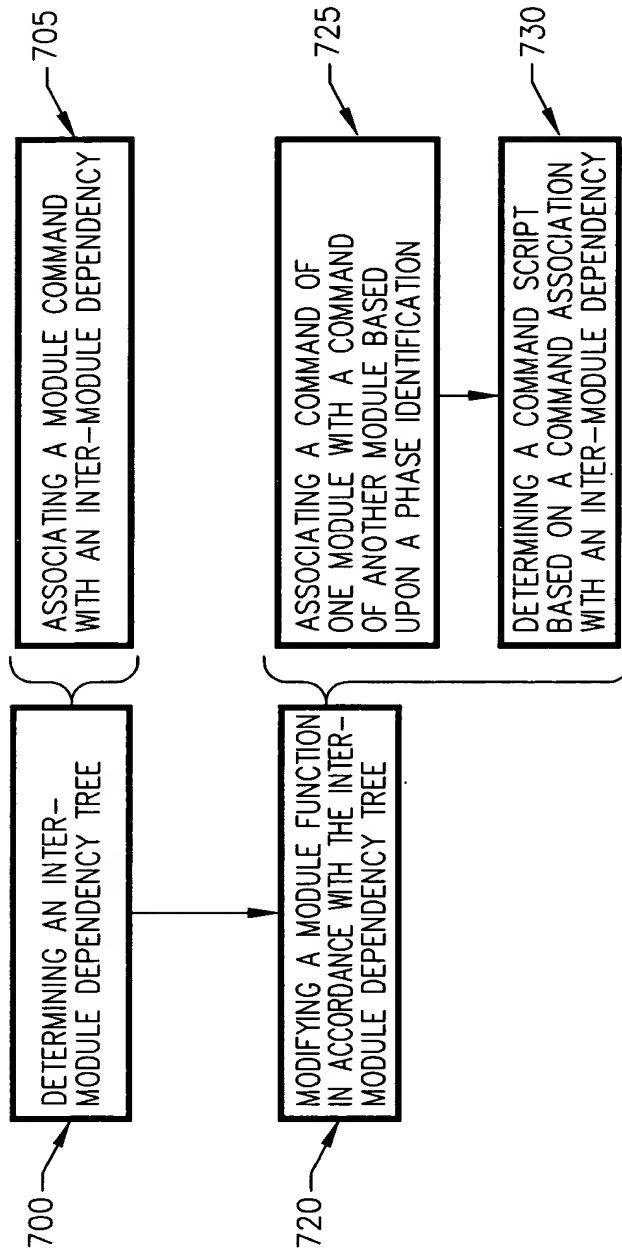 700
DETERMINING AN INTER-
MODULE DEPENDENCY TREE
705
ASSOCIATING A MODULE COMMAND
WITH AN INTER-MODULE DEPENDENCY
720
MODIFYING A MODULE FUNCTION
IN ACCORDANCE WITH THE INTER-
MODULE DEPENDENCY TREE
725
ASSOCIATING A COMMAND OF
ONE MODULE WITH A COMMAND
OF ANOTHER MODULE BASED
UPON A PHASE IDENTIFICATION
730
DETERMINING A COMMAND SCRIPT
BASED ON A COMMAND ASSOCIATION
WITH AN INTER-MODULE DEPENDENCY